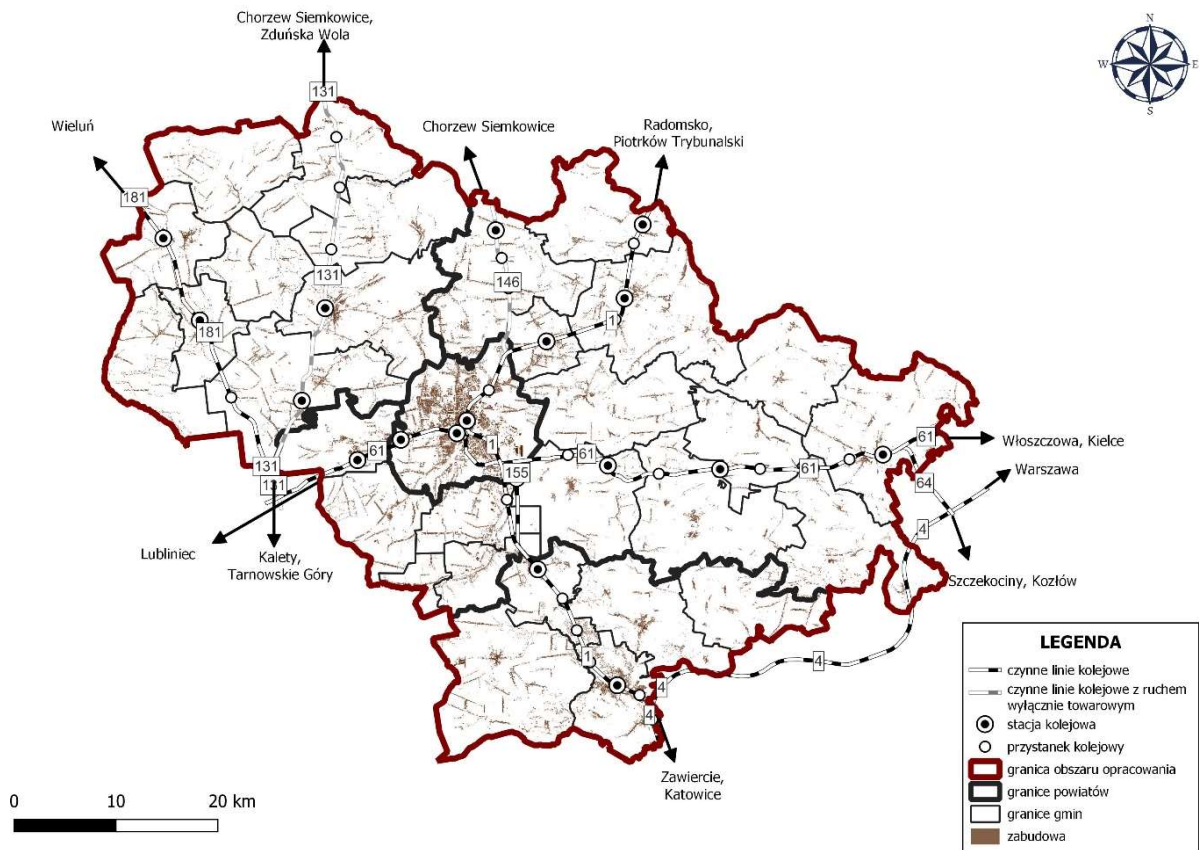 Chorzew Siemkowice,
Zduńska Wola
N
W
E
S
131
Wieluń
Chorzew Siemkowice
Radomsko,
Piotrków Trybunalski
181
131
146
181
1
61
1
61
155
61
61
Włoszczowa, Kielce
64
Warszawa
4
131
131
Lubliniec
Kalety,
Tarnowskie Góry
Szczekociny, Kozłów
1
4
4
4
Zawiercie,
Katowice
0 10 20 km
LEGENDA
czynne linie kolejowe
czynne linie kolejowe z ruchem
wyłącznie towarowym
stacja kolejowa
przystanek kolejowy
granica obszaru opracowania
granice powiatów
granice gmin
zabudowa